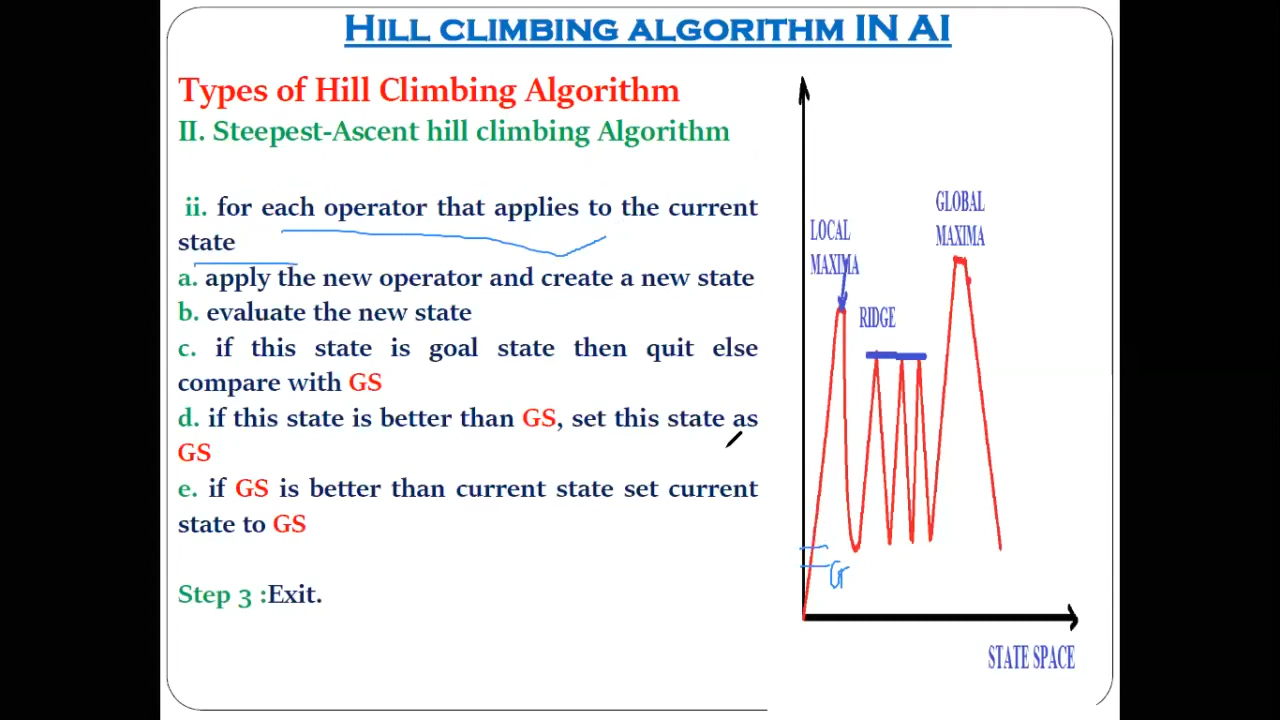 HILL CLIMBING ALGORITHM IN AI
Types of Hill Climbing Algorithm
II. Steepest-Ascent hill climbing Algorithm
ii. for each operator that applies to the current
state
a. apply the new operator and create a new state
b. evaluate the new state
c. if this state is goal state then quit else
compare with GS
d. if this state is better than GS, set this state as
GS
e. if GS is better than current state set current
state to GS
Step 3 :Exit.
LOCAL
MAXIMA
RIDGE
GLOBAL
MAXIMA
STATE SPACE